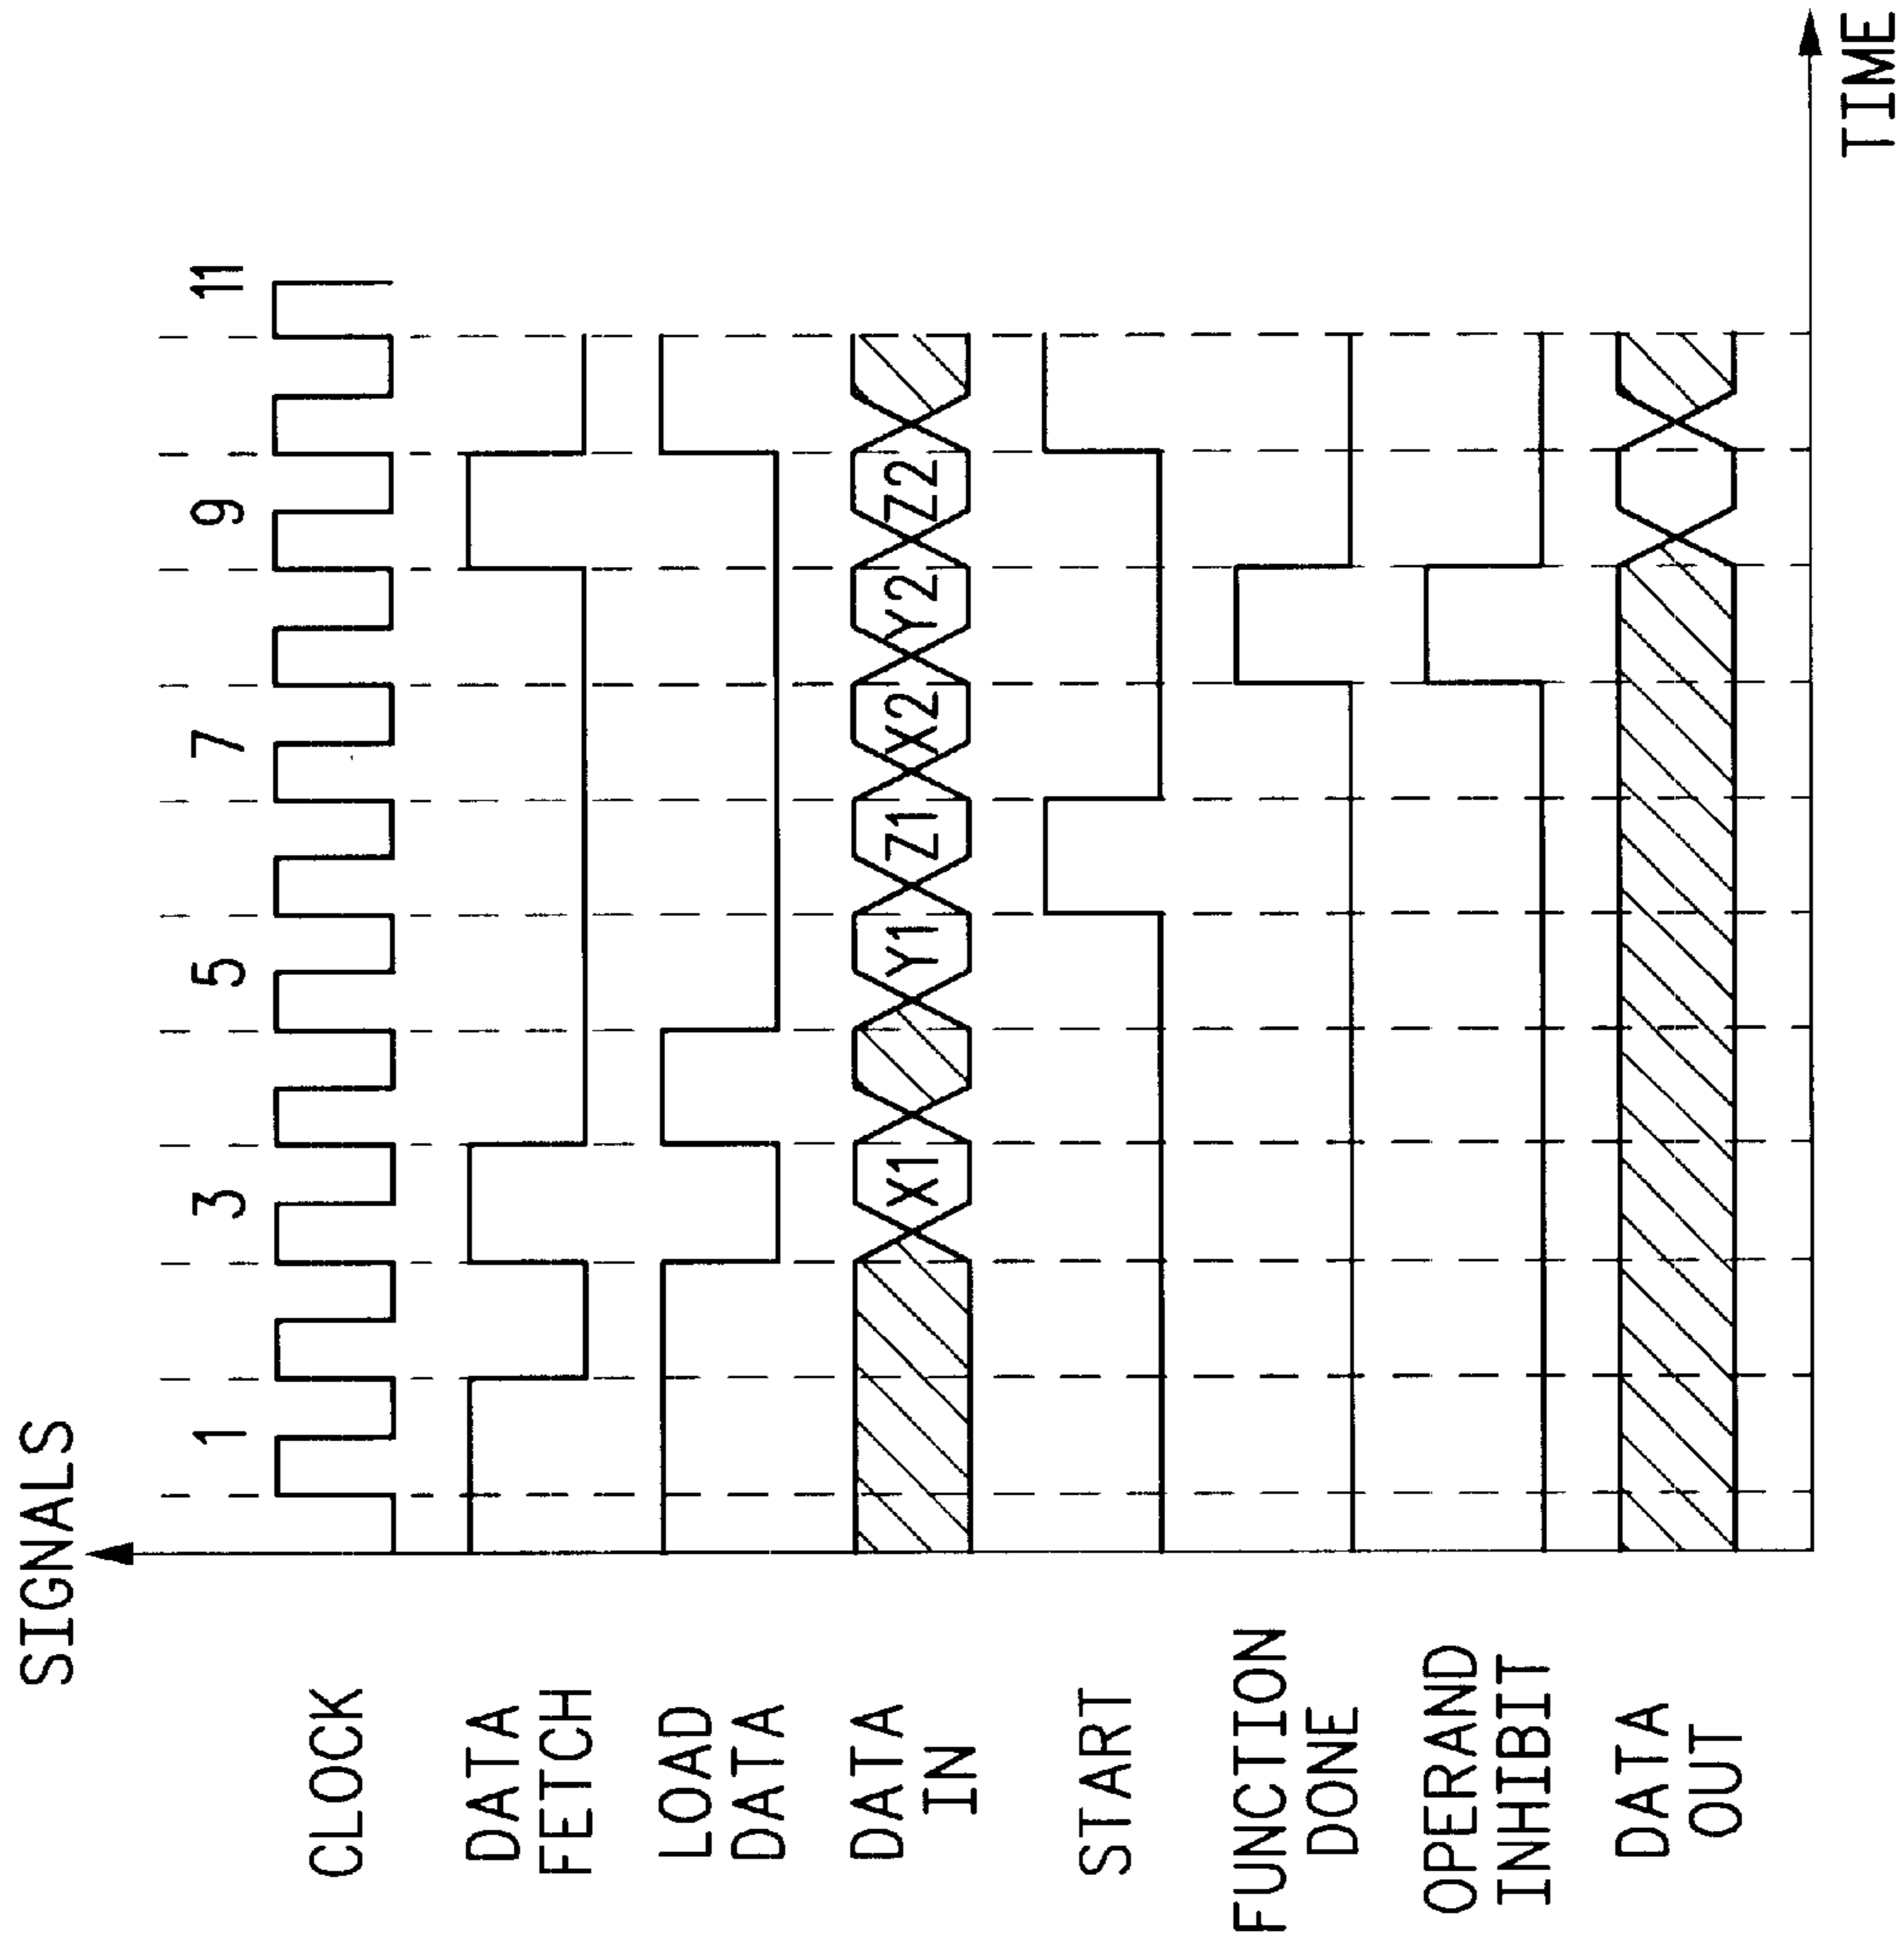 SIGNALS
1 3 5 7 9 11
CLOCK
DATA
FETCH
LOAD
DATA
DATA
IN
X1 Y1 Z1 X2 Y2 Z2
START
FUNCTION
DONE
OPERAND
INHIBIT
DATA
OUT
TIME